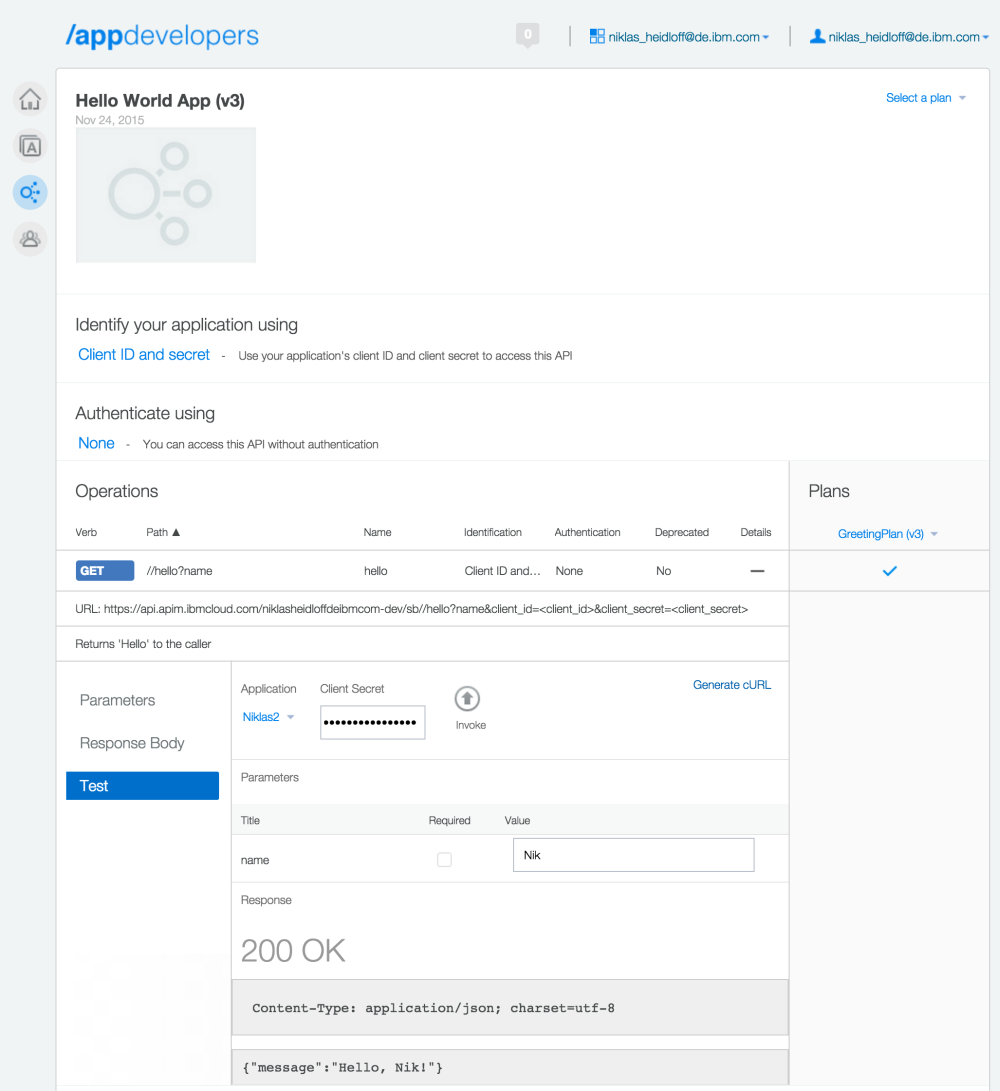 /appdevelopers
0
niklas_heidloff@de.ibm.com
niklas_heidloff@de.ibm.com
Hello World App (v3)
Select a plan
Nov 24, 2015
A
Identify your application using
Client ID and secret - Use your application's client ID and client secret to access this API
Authenticate using
None - You can access this API without authentication
Operations
Plans
Verb Path ▲ Name Identification Authentication Deprecated Details
GreetingPlan (v3)
GET //hello?name hello Client ID and... None No —
URL: https://api.apim.ibmcloud.com/niklasheidloffdeibmcom-dev/sb//hello?name&client_id=<client_id>&client_secret=<client_secret>
Returns 'Hello' to the caller
Parameters
Response Body
Test
Application Client Secret
Generate cURL
Niklas2 ••••••••••••••••
Invoke
Parameters
Title Required Value
name Nik
Response
200 OK
Content-Type: application/json; charset=utf-8
{"message":"Hello, Nik!"}